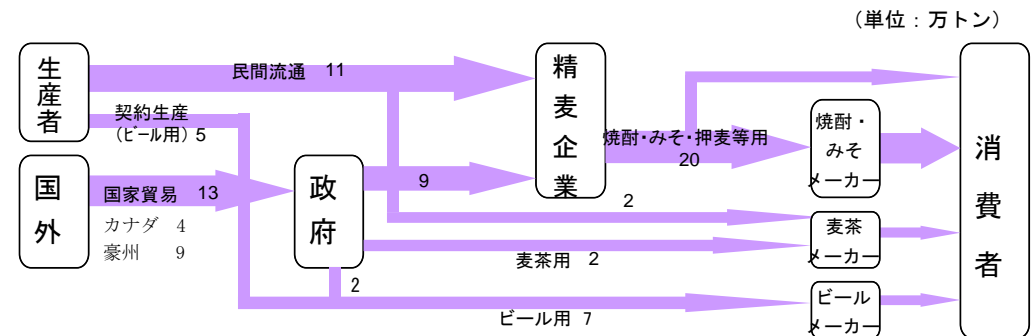 （単位：万トン）
生産者
民間流通 11
契約生産
（ﾋﾞｰﾙ用）5
精麦企業
焼酎・みそ・押麦等用
20
焼酎・
みそ
メーカー
消費者
国外
国家貿易 13
カナダ 4
豪州 9
政府
9
2
麦茶
メーカー
麦茶用 2
2
ビール用 7
ビール
メーカー